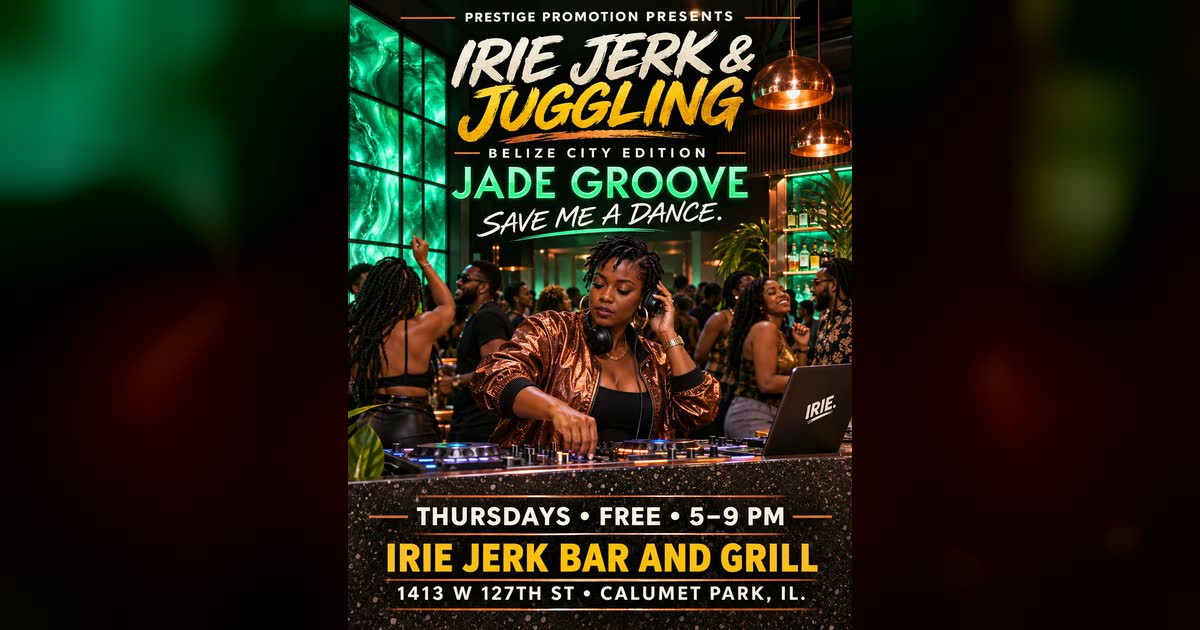 PRESTIGE PROMOTION PRESENTS
IRIE JERK &
JUGGLING
BELIZE CITY EDITION
JADE GROOVE
SAVE ME A DANCE.
IRIE.
THURSDAYS • FREE • 5–9 PM
IRIE JERK BAR AND GRILL
1413 W 127TH ST • CALUMET PARK, IL.